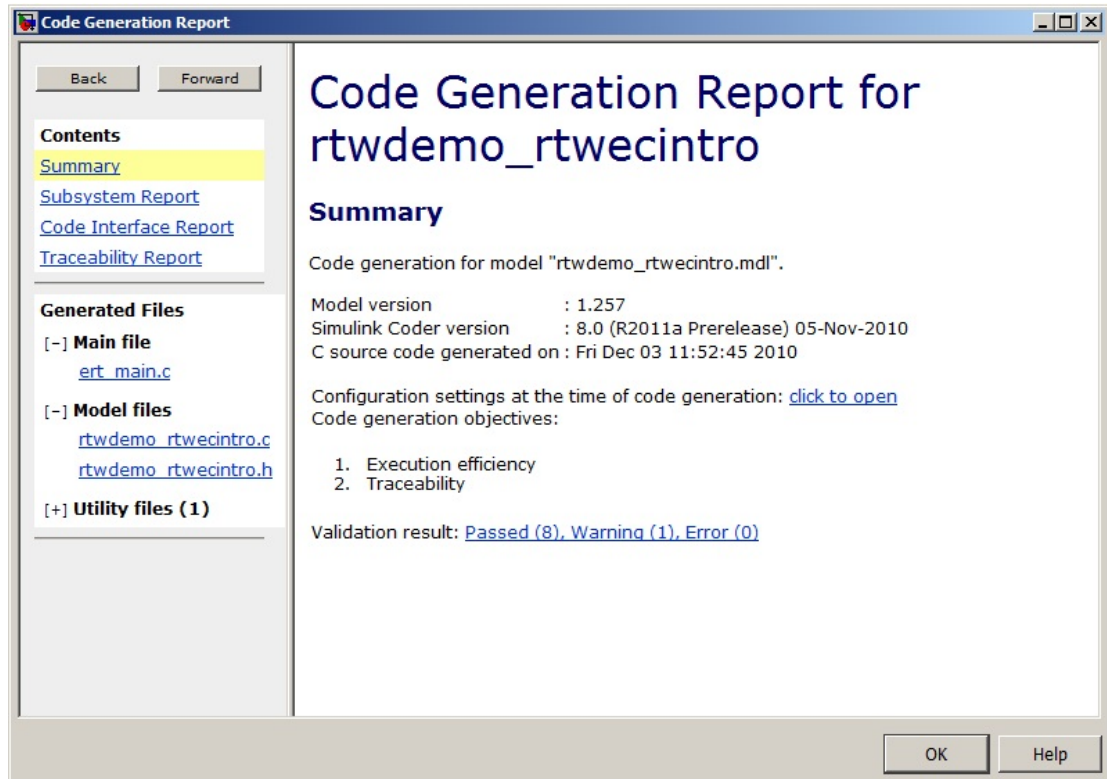 Code Generation Report
Back Forward
Contents
Summary
Subsystem Report
Code Interface Report
Traceability Report
Generated Files
[-] Main file
ert_main.c
[-] Model files
rtwdemo_rtwecintro.c
rtwdemo_rtwecintro.h
[+] Utility files (1)
Code Generation Report for
rtwdemo_rtwecintro
Summary
Code generation for model "rtwdemo_rtwecintro.mdl".
Model version : 1.257
Simulink Coder version : 8.0 (R2011a Prerelease) 05-Nov-2010
C source code generated on : Fri Dec 03 11:52:45 2010
Configuration settings at the time of code generation: click to open
Code generation objectives:
1. Execution efficiency
2. Traceability
Validation result: Passed (8), Warning (1), Error (0)
OK Help